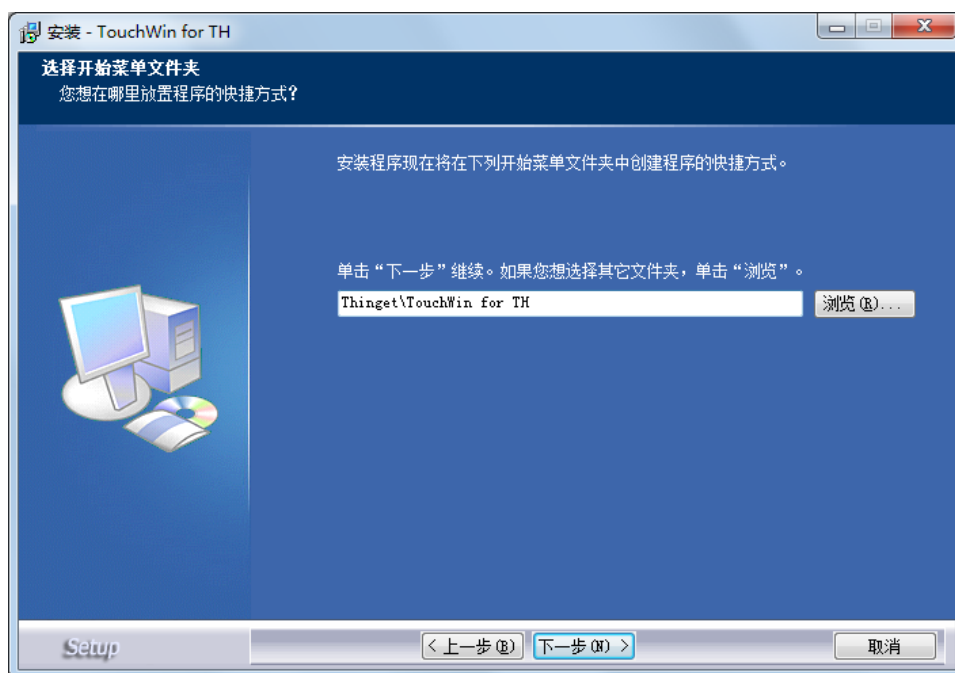 安装 - TouchWin for TH
选择开始菜单文件夹
您想在哪里放置程序的快捷方式?
安装程序现在将在下列开始菜单文件夹中创建程序的快捷方式。
单击“下一步”继续。如果您想选择其它文件夹，单击“浏览”。
Thinget\TouchWin for TH
浏览(R)...
Setup
< 上一步(B)
下一步(N) >
取消